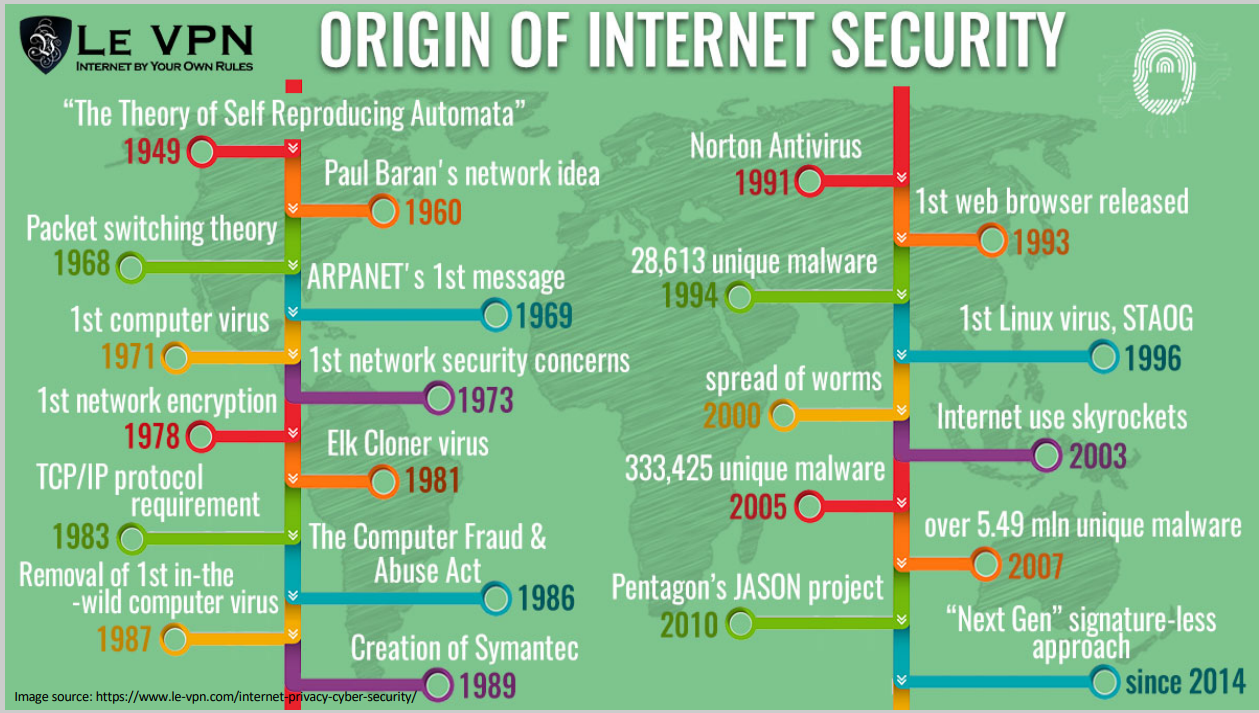 LE VPN
INTERNET BY YOUR OWN RULES
ORIGIN OF INTERNET SECURITY
“The Theory of Self Reproducing Automata”
1949
Paul Baran's network idea
1960
Packet switching theory
1968
ARPANET's 1st message
1969
1st computer virus
1971
1st network security concerns
1973
1st network encryption
1978
Elk Cloner virus
1981
TCP/IP protocol
requirement
1983
The Computer Fraud &
Abuse Act
1986
Removal of 1st in-the
-wild computer virus
1987
Creation of Symantec
1989
Norton Antivirus
1991
1st web browser released
1993
28,613 unique malware
1994
1st Linux virus, STAOG
1996
spread of worms
2000
Internet use skyrockets
2003
333,425 unique malware
2005
over 5.49 mln unique malware
2007
Pentagon’s JASON project
2010
“Next Gen” signature-less
approach
since 2014
Image source: https://www.le-vpn.com/internet-privacy-cyber-security/